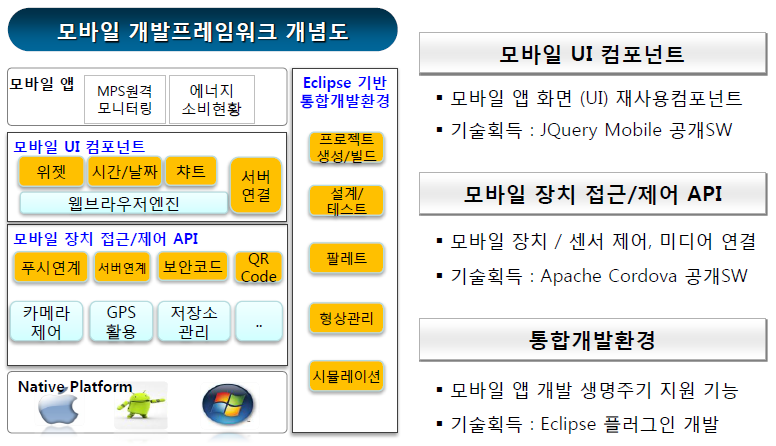 모바일 개발프레임워크 개념도
모바일 앱
MPS원격
모니터링
에너지
소비현황
모바일 UI 컴포넌트
위젯
시간/날짜
챠트
서버
연결
웹브라우저엔진
모바일 장치 접근/제어 API
푸시연계
서버연계
보안코드
QR
Code
카메라
제어
GPS
활용
저장소
관리
..
Native Platform
Eclipse 기반
통합개발환경
프로젝트
생성/빌드
설계/
테스트
팔레트
형상관리
시뮬레이션
모바일 UI 컴포넌트
▪ 모바일 앱 화면 (UI) 재사용컴포넌트
▪ 기술획득 : JQuery Mobile 공개SW
모바일 장치 접근/제어 API
▪ 모바일 장치 / 센서 제어, 미디어 연결
▪ 기술획득 : Apache Cordova 공개SW
통합개발환경
▪ 모바일 앱 개발 생명주기 지원 기능
▪ 기술획득 : Eclipse 플러그인 개발